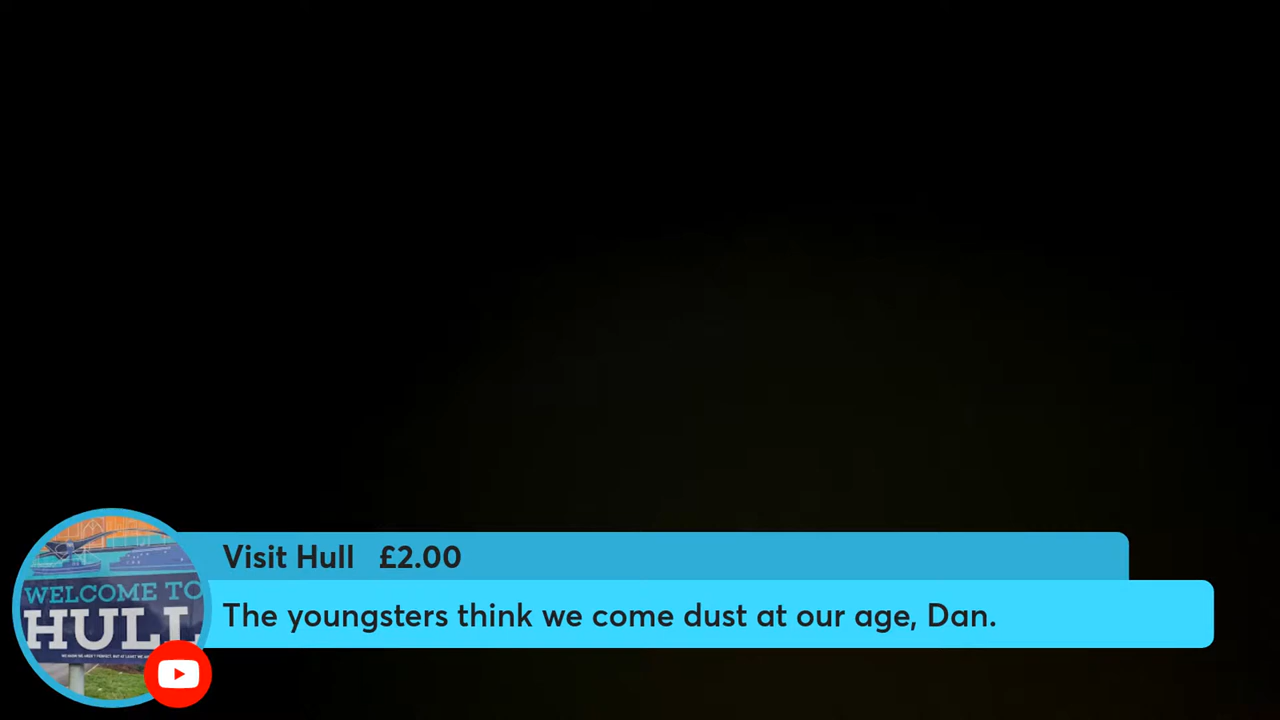 Visit Hull £2.00
The youngsters think we come dust at our age, Dan.
WELCOME TO
HULL